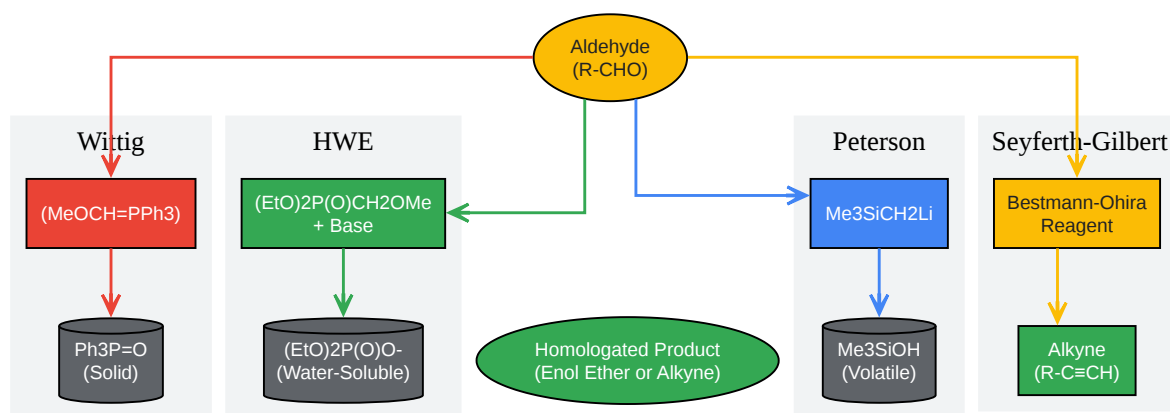 Aldehyde
(R-CHO)
Wittig
HWE
Peterson
Seyferth-Gilbert
(MeOCH=PPh3)
(EtO)2P(O)CH2OMe
+ Base
Me3SiCH2Li
Bestmann-Ohira
Reagent
Ph3P=O
(Solid)
(EtO)2P(O)O-
(Water-Soluble)
Homologated Product
(Enol Ether or Alkyne)
Me3SiOH
(Volatile)
Alkyne
(R-C≡CH)